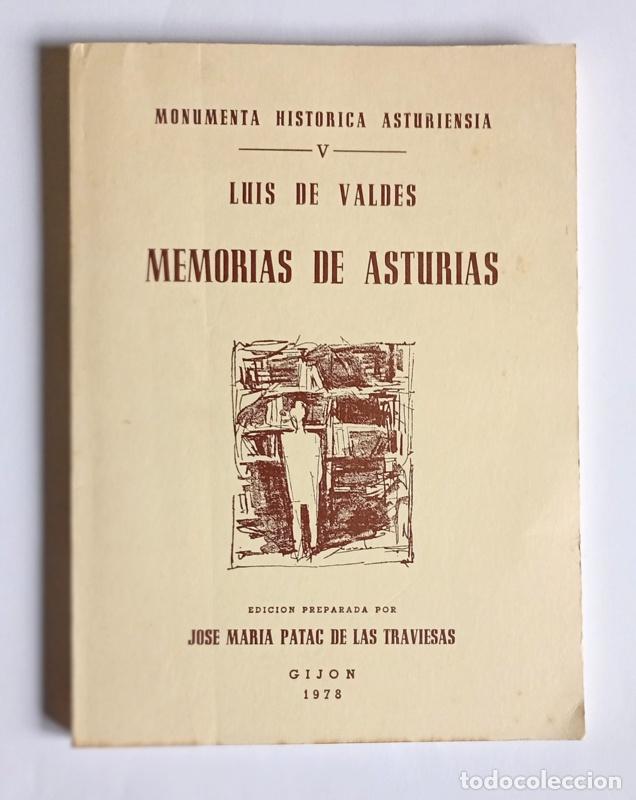 MONUMENTA HISTORICA ASTURIENSIA
V
LUIS DE VALDES
MEMORIAS DE ASTURIAS
EDICION PREPARADA POR
JOSE MARIA PATAC DE LAS TRAVIESAS
GIJON
1978
todocoleccion